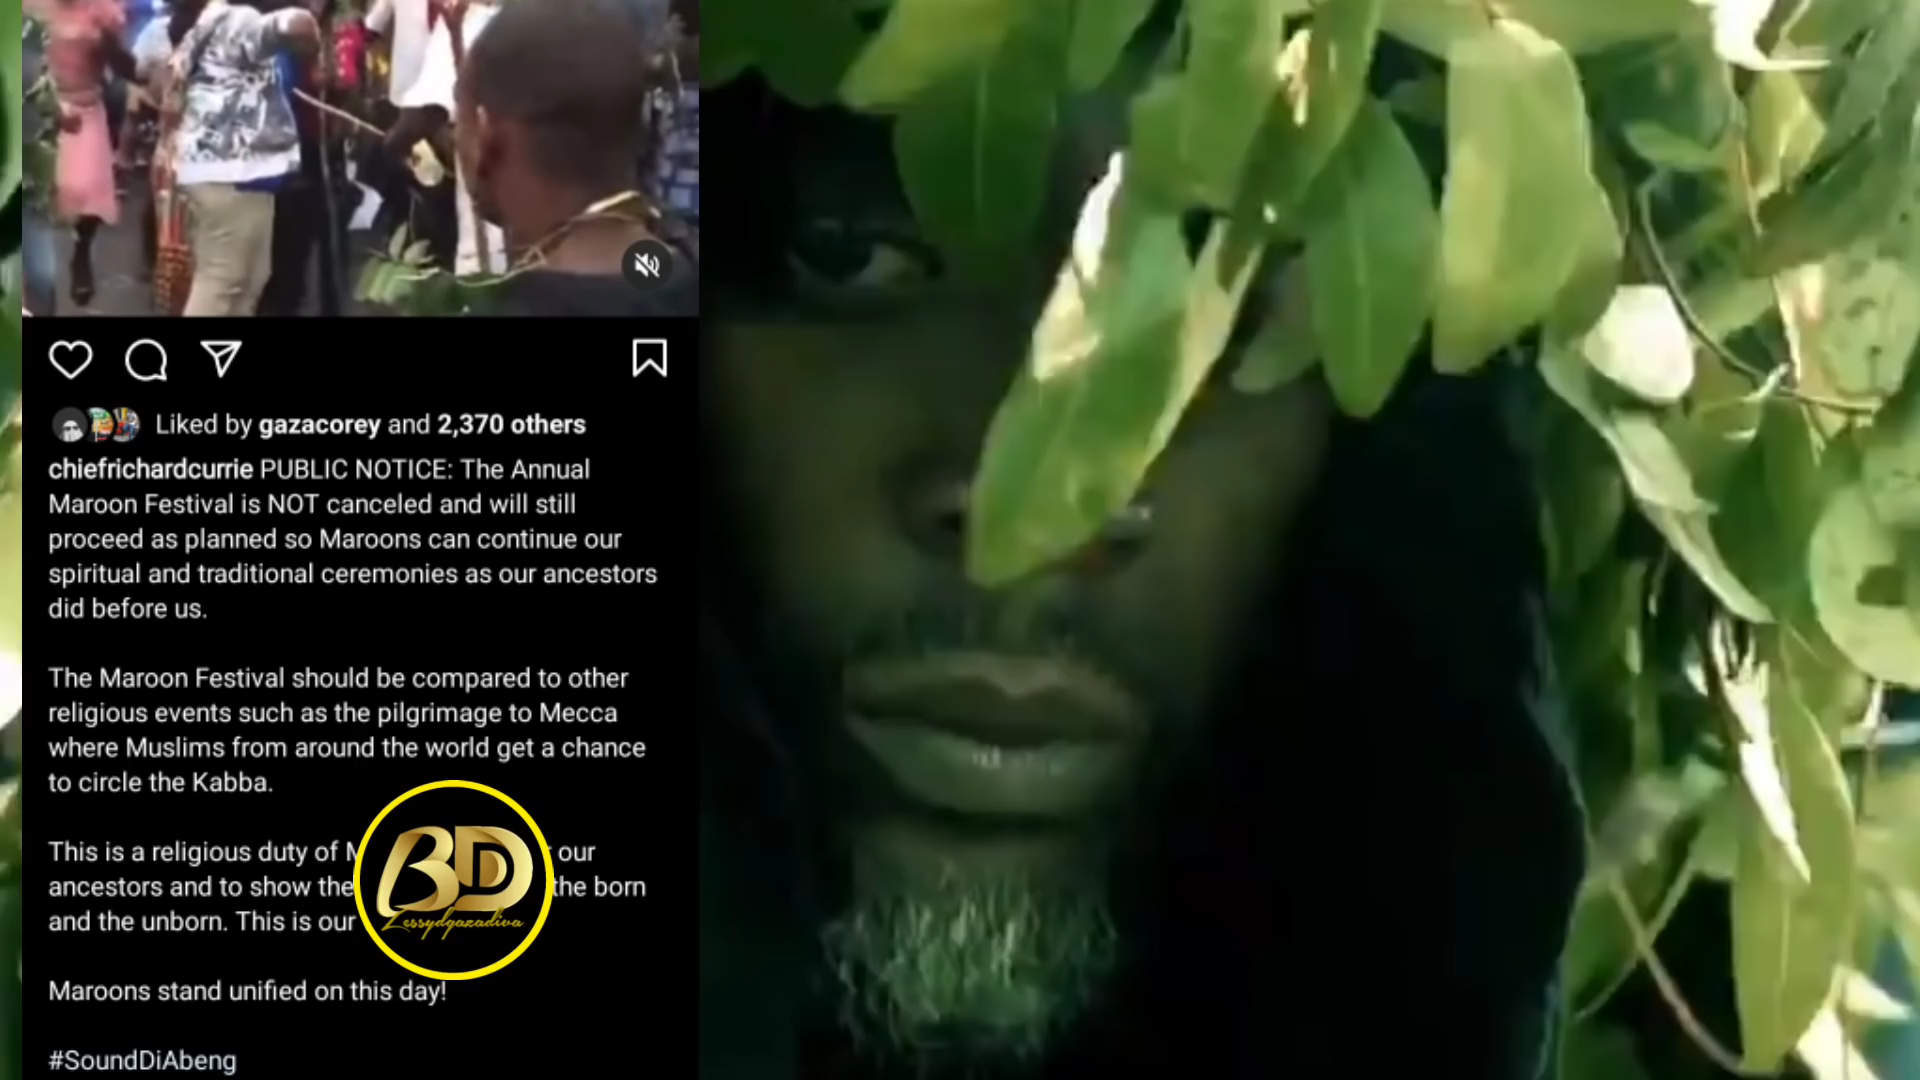 Liked by gazacorey and 2,370 others
chiefrichardcurrie PUBLIC NOTICE: The Annual
Maroon Festival is NOT canceled and will still
proceed as planned so Maroons can continue our
spiritual and traditional ceremonies as our ancestors
did before us.
The Maroon Festival should be compared to other
religious events such as the pilgrimage to Mecca
where Muslims from around the world get a chance
to circle the Kabba.
This is a religious duty of our
ancestors and to show the the born
and the unborn. This is our
BD
Lessydgazadiva
Maroons stand unified on this day!
#SoundDiAbeng